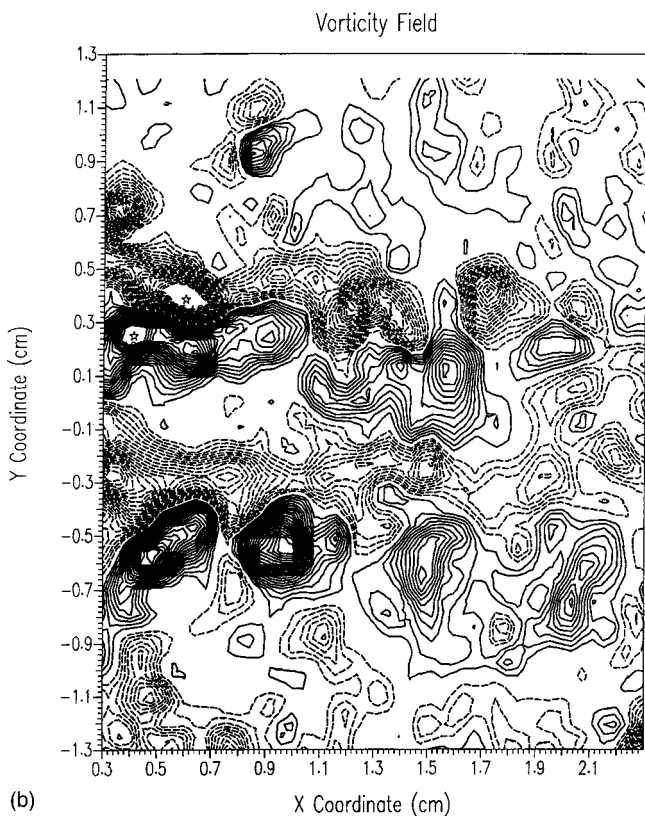 Vorticity Field
1.3
1.1
0.9
0.7
0.5
0.3
0.1
-0.1
-0.3
-0.5
-0.7
-0.9
-1.1
-1.3
Y Coordinate (cm)
0.3 0.5 0.7 0.9 1.1 1.3 1.5 1.7 1.9 2.1
X Coordinate (cm)
(b)